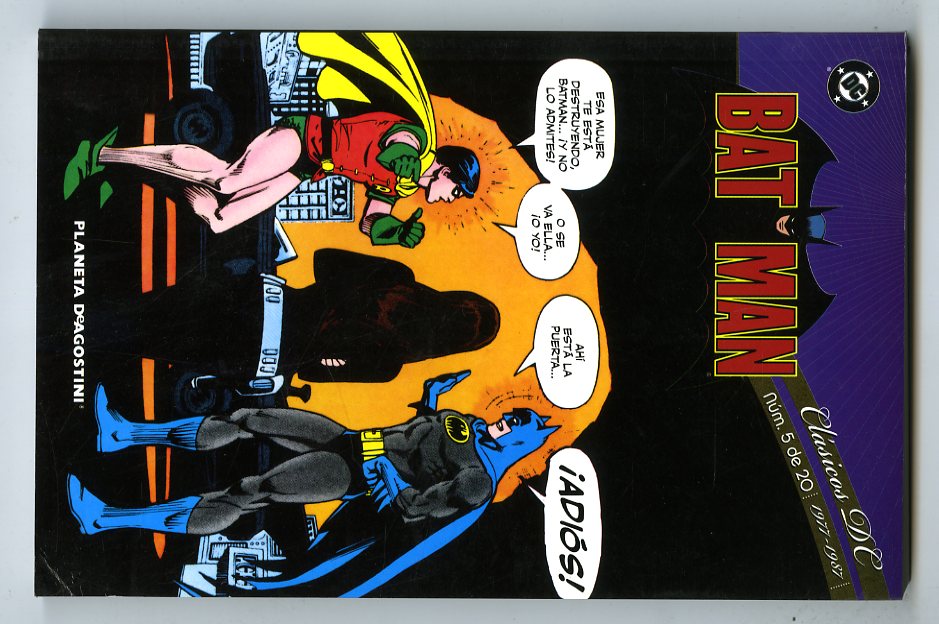 DC
Clásicos DC
Núm. 5 de 20
1977-1987
BATMAN
ESA MUJER
TE ESTÁ
DESTRUYENDO,
BATMAN... ¡Y NO
LO ADMITES!
O SE
VA ELLA...
¡O YO!
AHÍ
ESTÁ LA
PUERTA...
¡ADIÓS!
PLANETA DeAGOSTINI